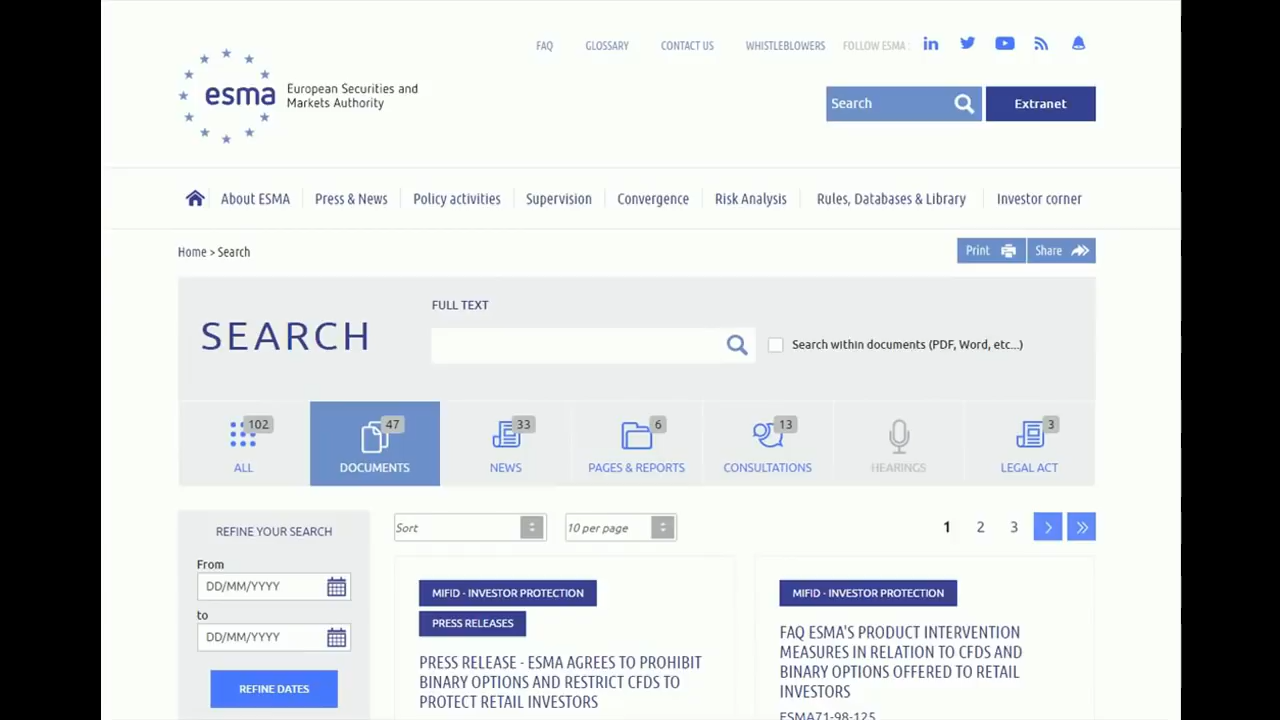 FAQ
GLOSSARY
CONTACT US
WHISTLEBLOWERS
FOLLOW ESMA :
esma
European Securities and
Markets Authority
Search
Extranet
About ESMA
Press & News
Policy activities
Supervision
Convergence
Risk Analysis
Rules, Databases & Library
Investor corner
Home > Search
Print
Share
SEARCH
FULL TEXT
Search within documents (PDF, Word, etc...)
102
ALL
47
DOCUMENTS
33
NEWS
6
PAGES & REPORTS
13
CONSULTATIONS
HEARINGS
3
LEGAL ACT
REFINE YOUR SEARCH
From
DD/MM/YYYY
to
DD/MM/YYYY
REFINE DATES
Sort
10 per page
1 2 3
MIFID - INVESTOR PROTECTION
PRESS RELEASES
PRESS RELEASE - ESMA AGREES TO PROHIBIT
BINARY OPTIONS AND RESTRICT CFDS TO
PROTECT RETAIL INVESTORS
MIFID - INVESTOR PROTECTION
FAQ ESMA'S PRODUCT INTERVENTION
MEASURES IN RELATION TO CFDS AND
BINARY OPTIONS OFFERED TO RETAIL
INVESTORS
ESMA71-98-125